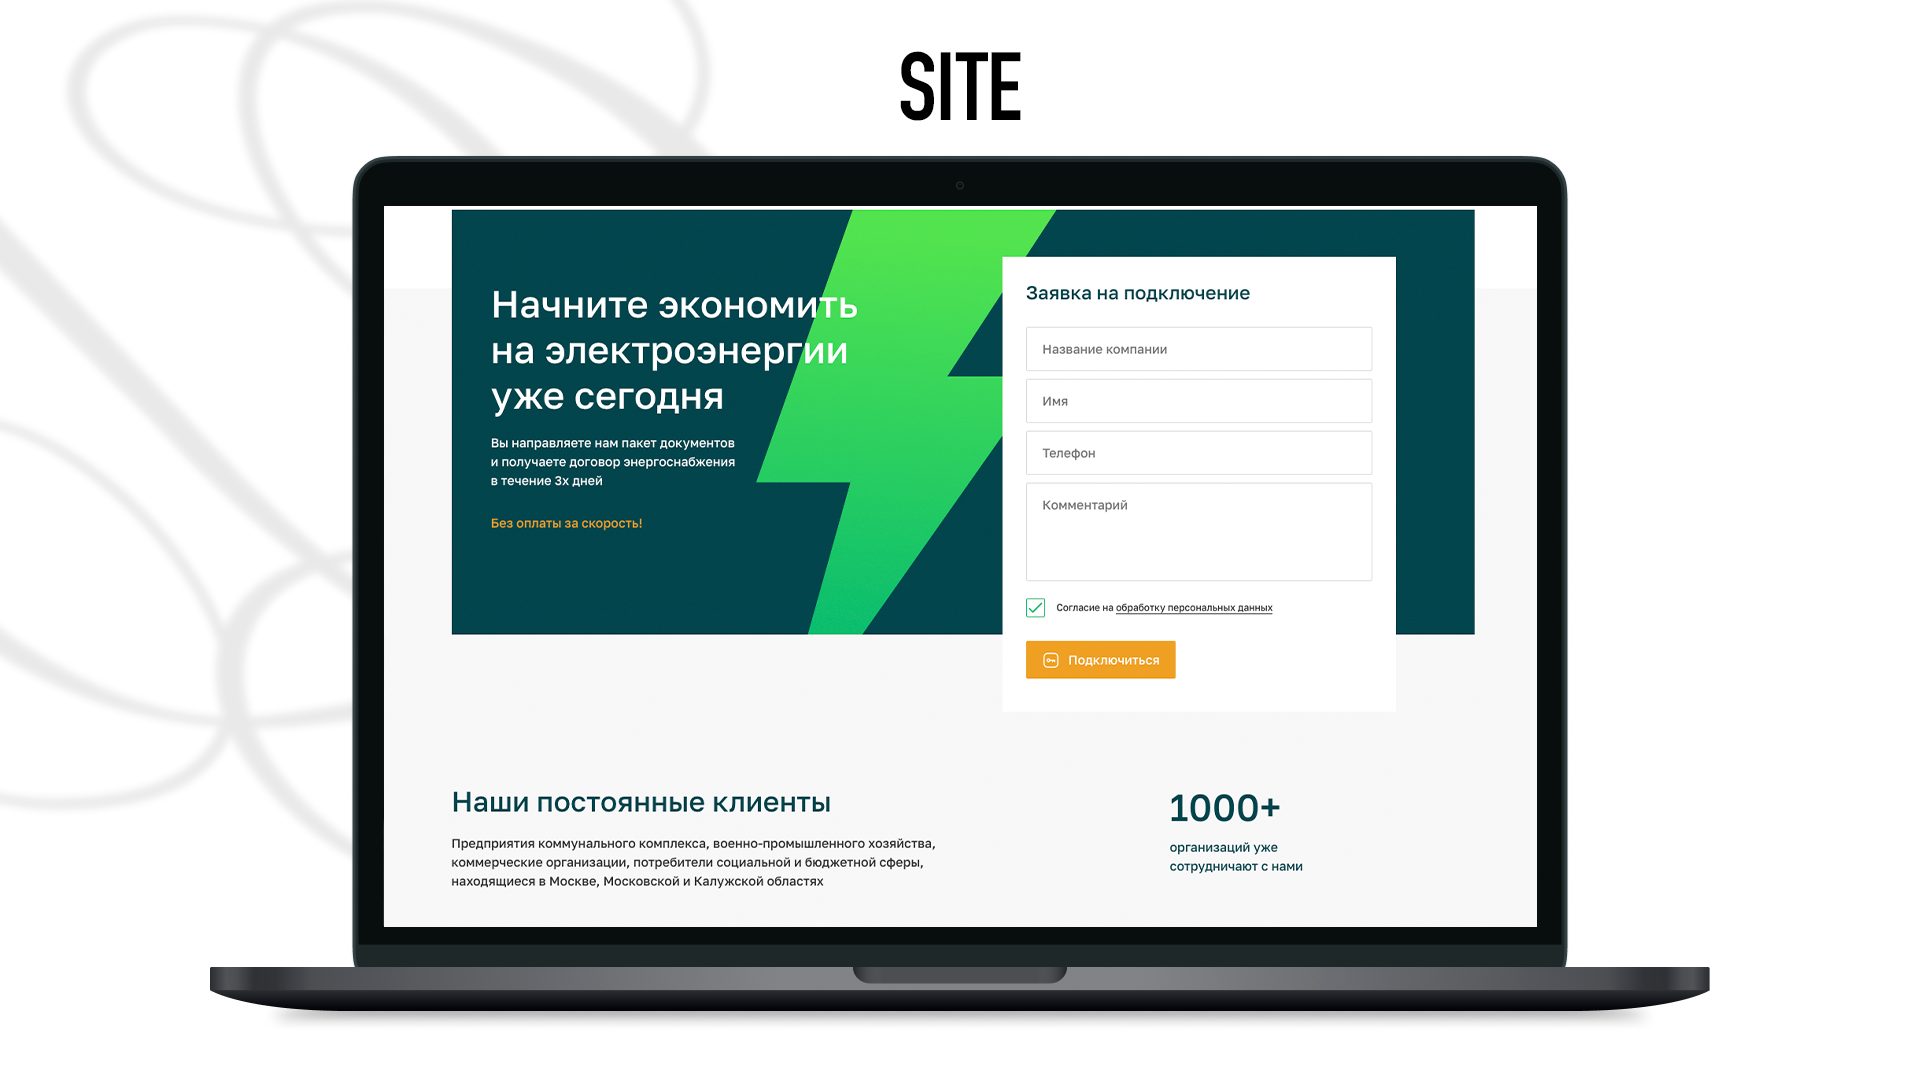 SITE
Начните экономить
на электроэнергии
уже сегодня
Вы направляете нам пакет документов
и получаете договор энергоснабжения
в течение 3х дней
Без оплаты за скорость!
Заявка на подключение
Название компании
Имя
Телефон
Комментарий
Согласие на обработку персональных данных
Подключиться
Наши постоянные клиенты
Предприятия коммунального комплекса, военно-промышленного хозяйства,
коммерческие организации, потребители социальной и бюджетной сферы,
находящиеся в Москве, Московской и Калужской областях
1000+
организаций уже
сотрудничают с нами